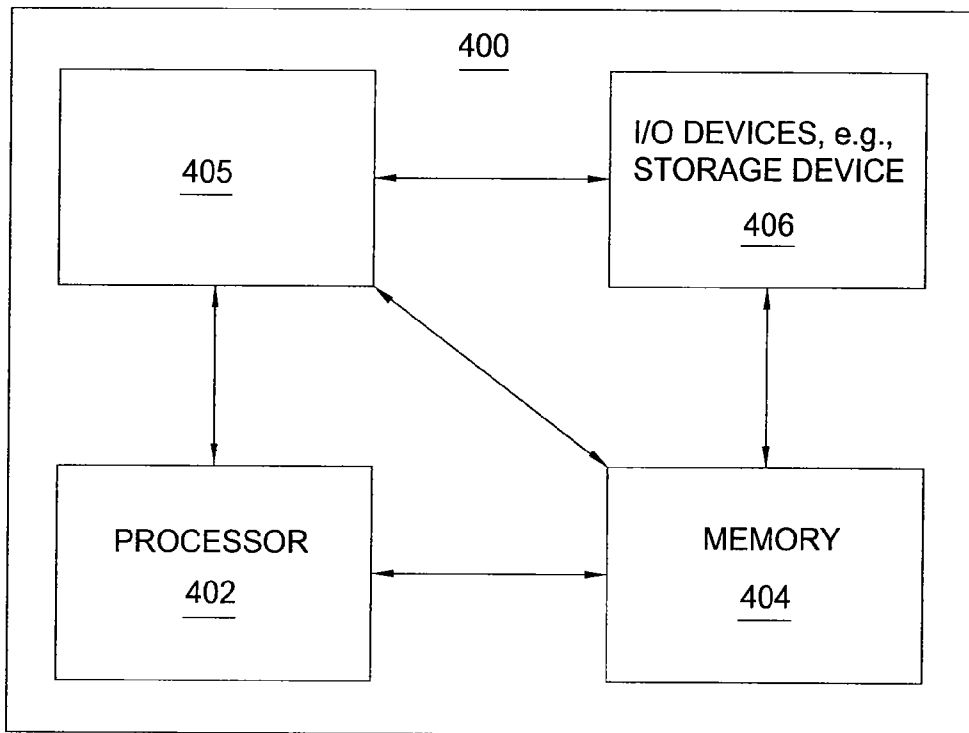 400
405
I/O DEVICES, e.g.,
STORAGE DEVICE
406
PROCESSOR
402
MEMORY
404